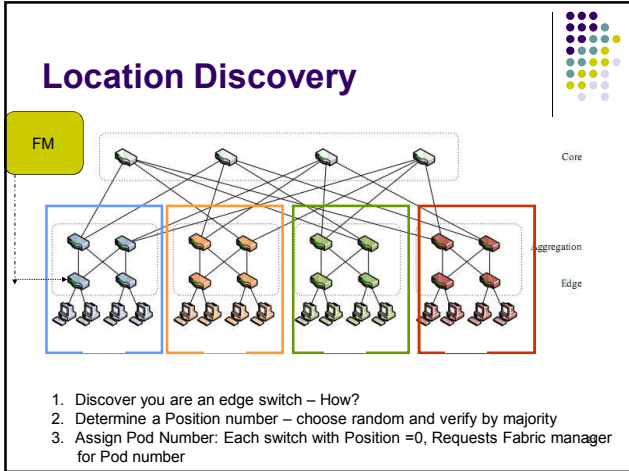 Location Discovery
FM
Core
Aggregation
Edge
1. Discover you are an edge switch – How?
2. Determine a Position number – choose random and verify by majority
3. Assign Pod Number: Each switch with Position =0, Requests Fabric manager
for Pod number